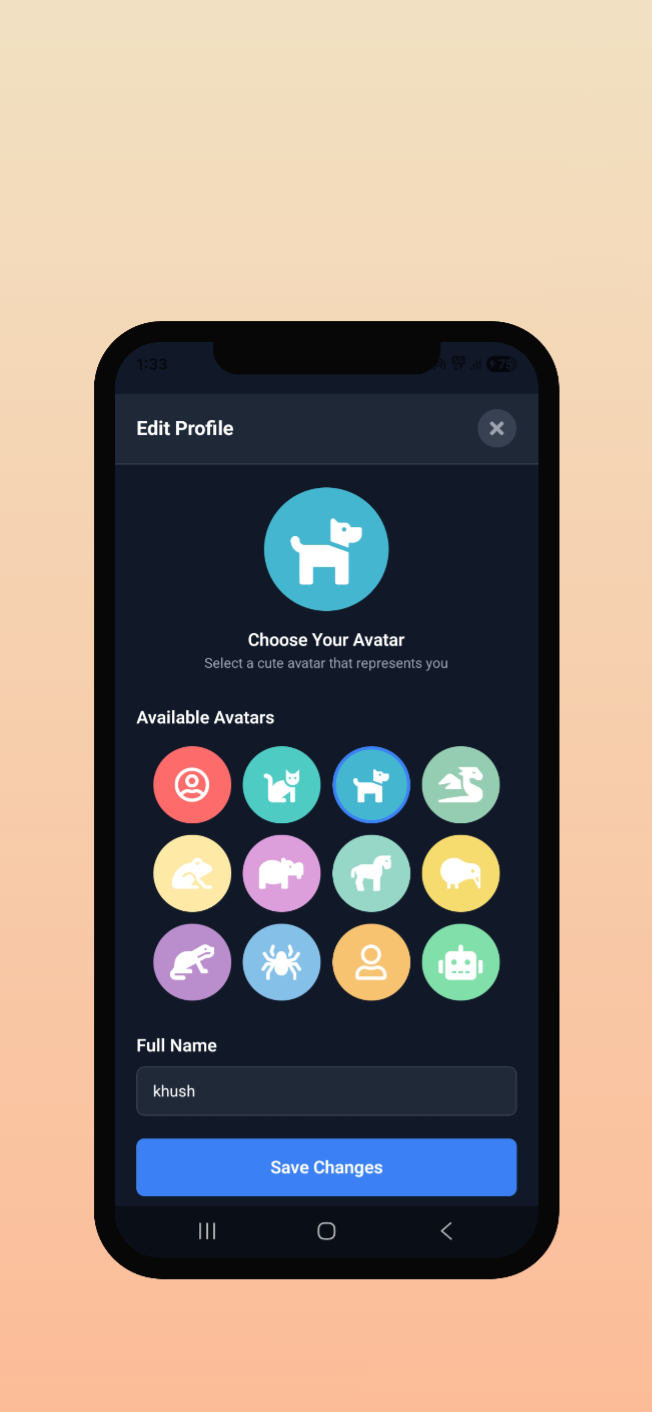 1:33
75
Edit Profile
Choose Your Avatar
Select a cute avatar that represents you
Available Avatars
Full Name
khush
Save Changes